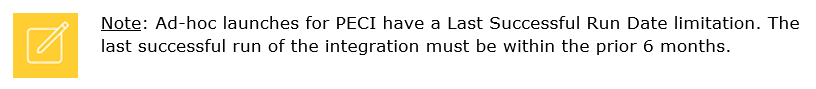 Note: Ad-hoc launches for PECI have a Last Successful Run Date limitation. The
last successful run of the integration must be within the prior 6 months.